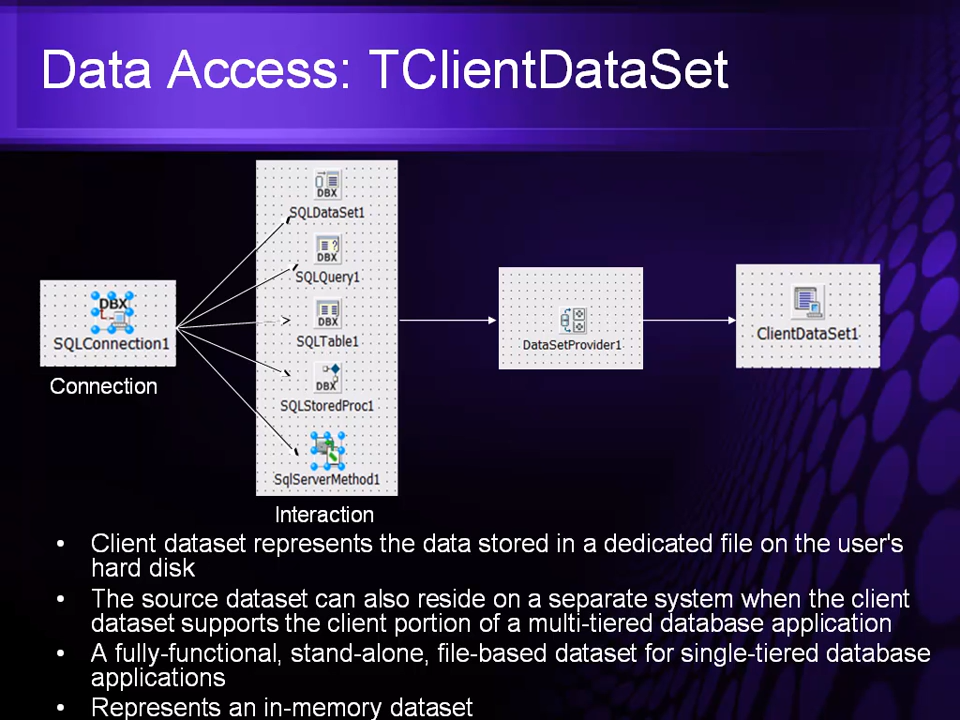 Data Access: TClientDataSet
DBX
SQLDataSet1
DBX
SQLQuery1
DBX
SQLTable1
DBX
SQLStoredProc1
SqlServerMethod1
DBX
SQLConnection1
Connection
Interaction
DataSetProvider1
ClientDataSet1
• Client dataset represents the data stored in a dedicated file on the user's
hard disk
• The source dataset can also reside on a separate system when the client
dataset supports the client portion of a multi-tiered database application
• A fully-functional, stand-alone, file-based dataset for single-tiered database
applications
• Represents an in-memory dataset